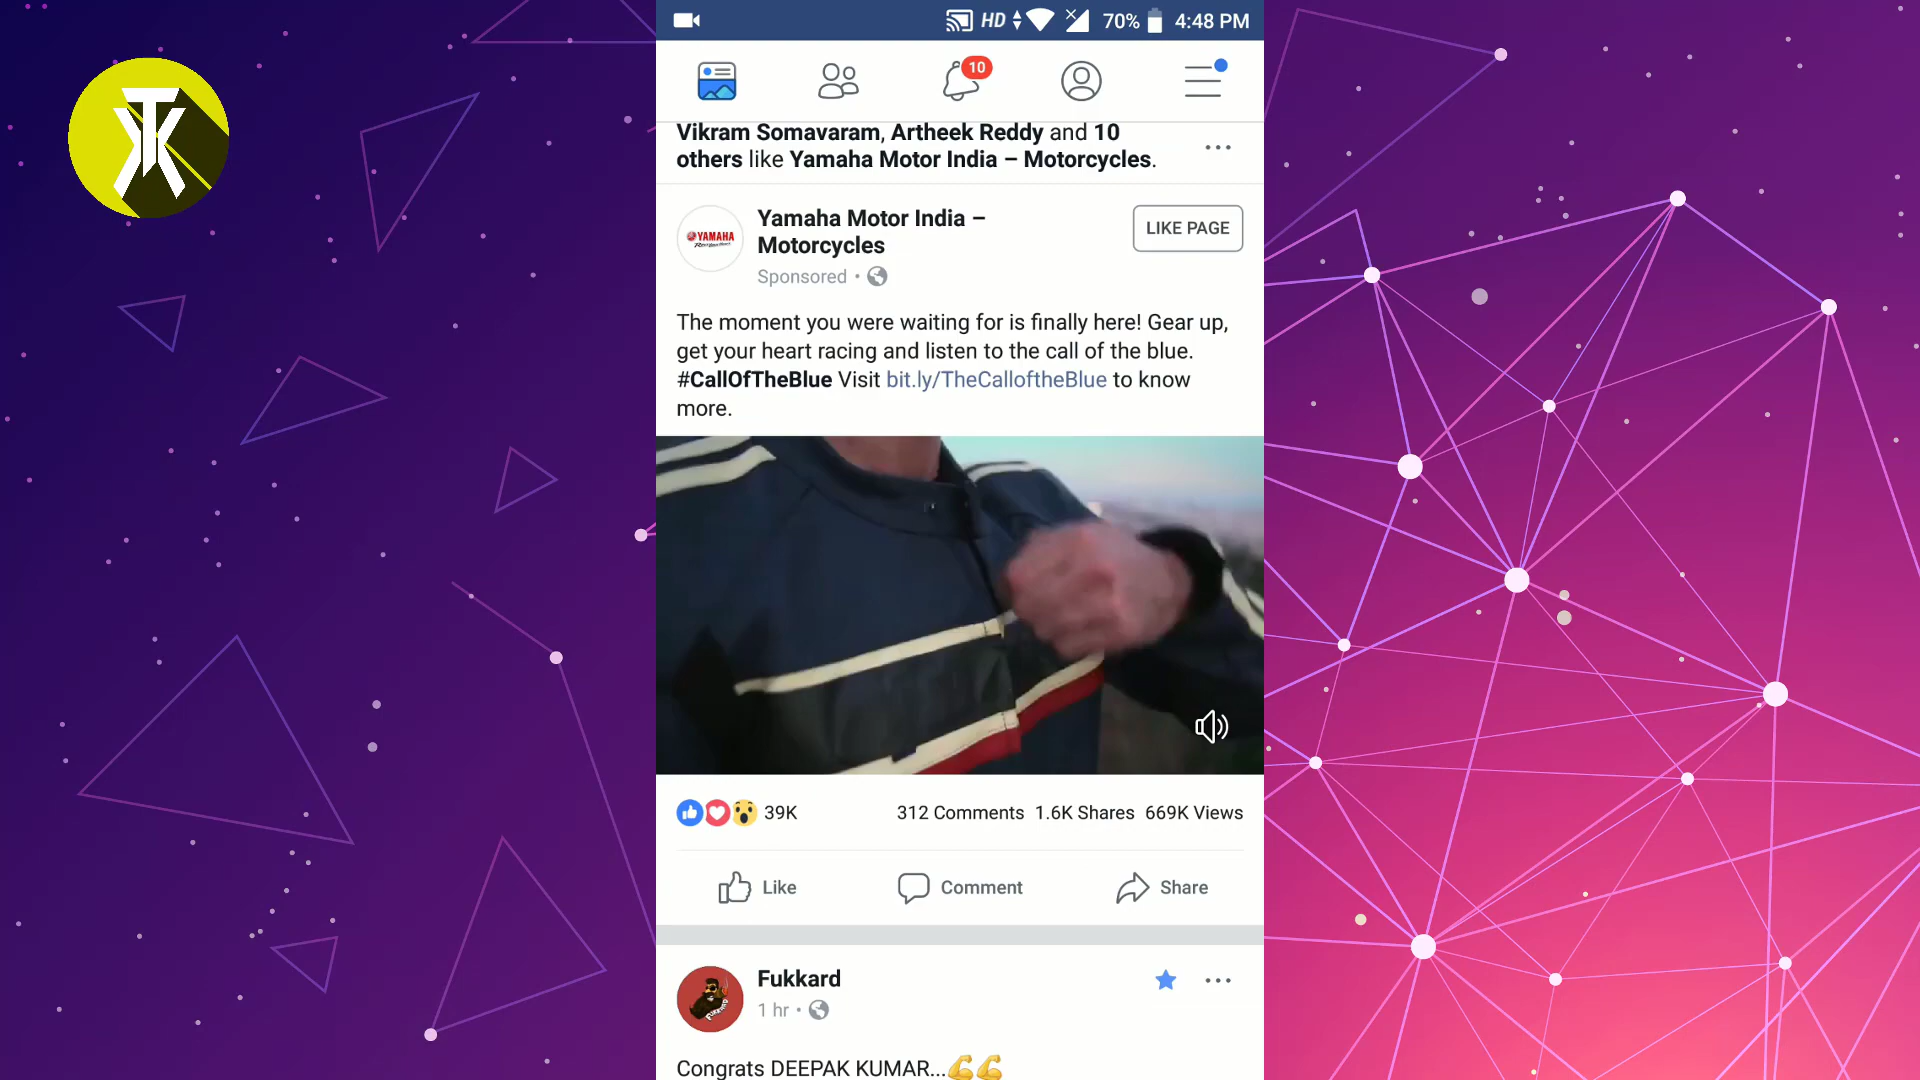 HD 70% 4:48 PM
10
Vikram Somavaram, Artheek Reddy and 10
others like Yamaha Motor India – Motorcycles.
YAMAHA
Yamaha Motor India –
Motorcycles
LIKE PAGE
Sponsored
The moment you were waiting for is finally here! Gear up,
get your heart racing and listen to the call of the blue.
#CallOfTheBlue Visit bit.ly/TheCalloftheBlue to know
more.
39K 312 Comments 1.6K Shares 669K Views
Like Comment Share
Fukkard
1 hr
Congrats DEEPAK KUMAR...💪💪